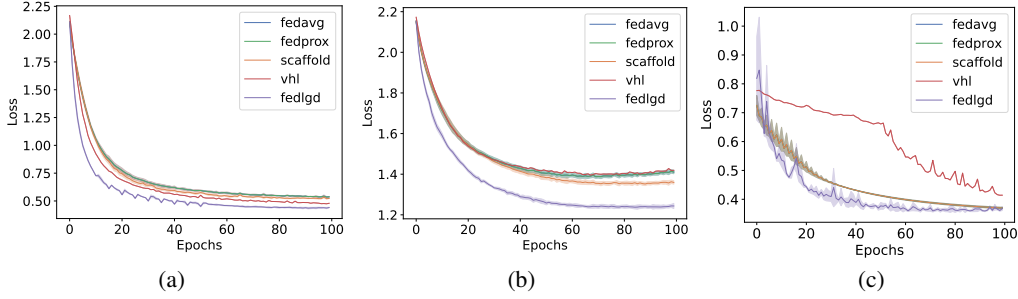 2.25
2.00
1.75
1.50
1.25
1.00
0.75
0.50
Loss
0 20 40 60 80 100
Epochs
fedavg
fedprox
scaffold
vhl
fedlgd
(a)
2.2
2.0
1.8
1.6
1.4
1.2
Loss
0 20 40 60 80 100
Epochs
fedavg
fedprox
scaffold
vhl
fedlgd
(b)
1.0
0.9
0.8
0.7
0.6
0.5
0.4
Loss
0 20 40 60 80 100
Epochs
fedavg
fedprox
scaffold
vhl
fedlgd
(c)